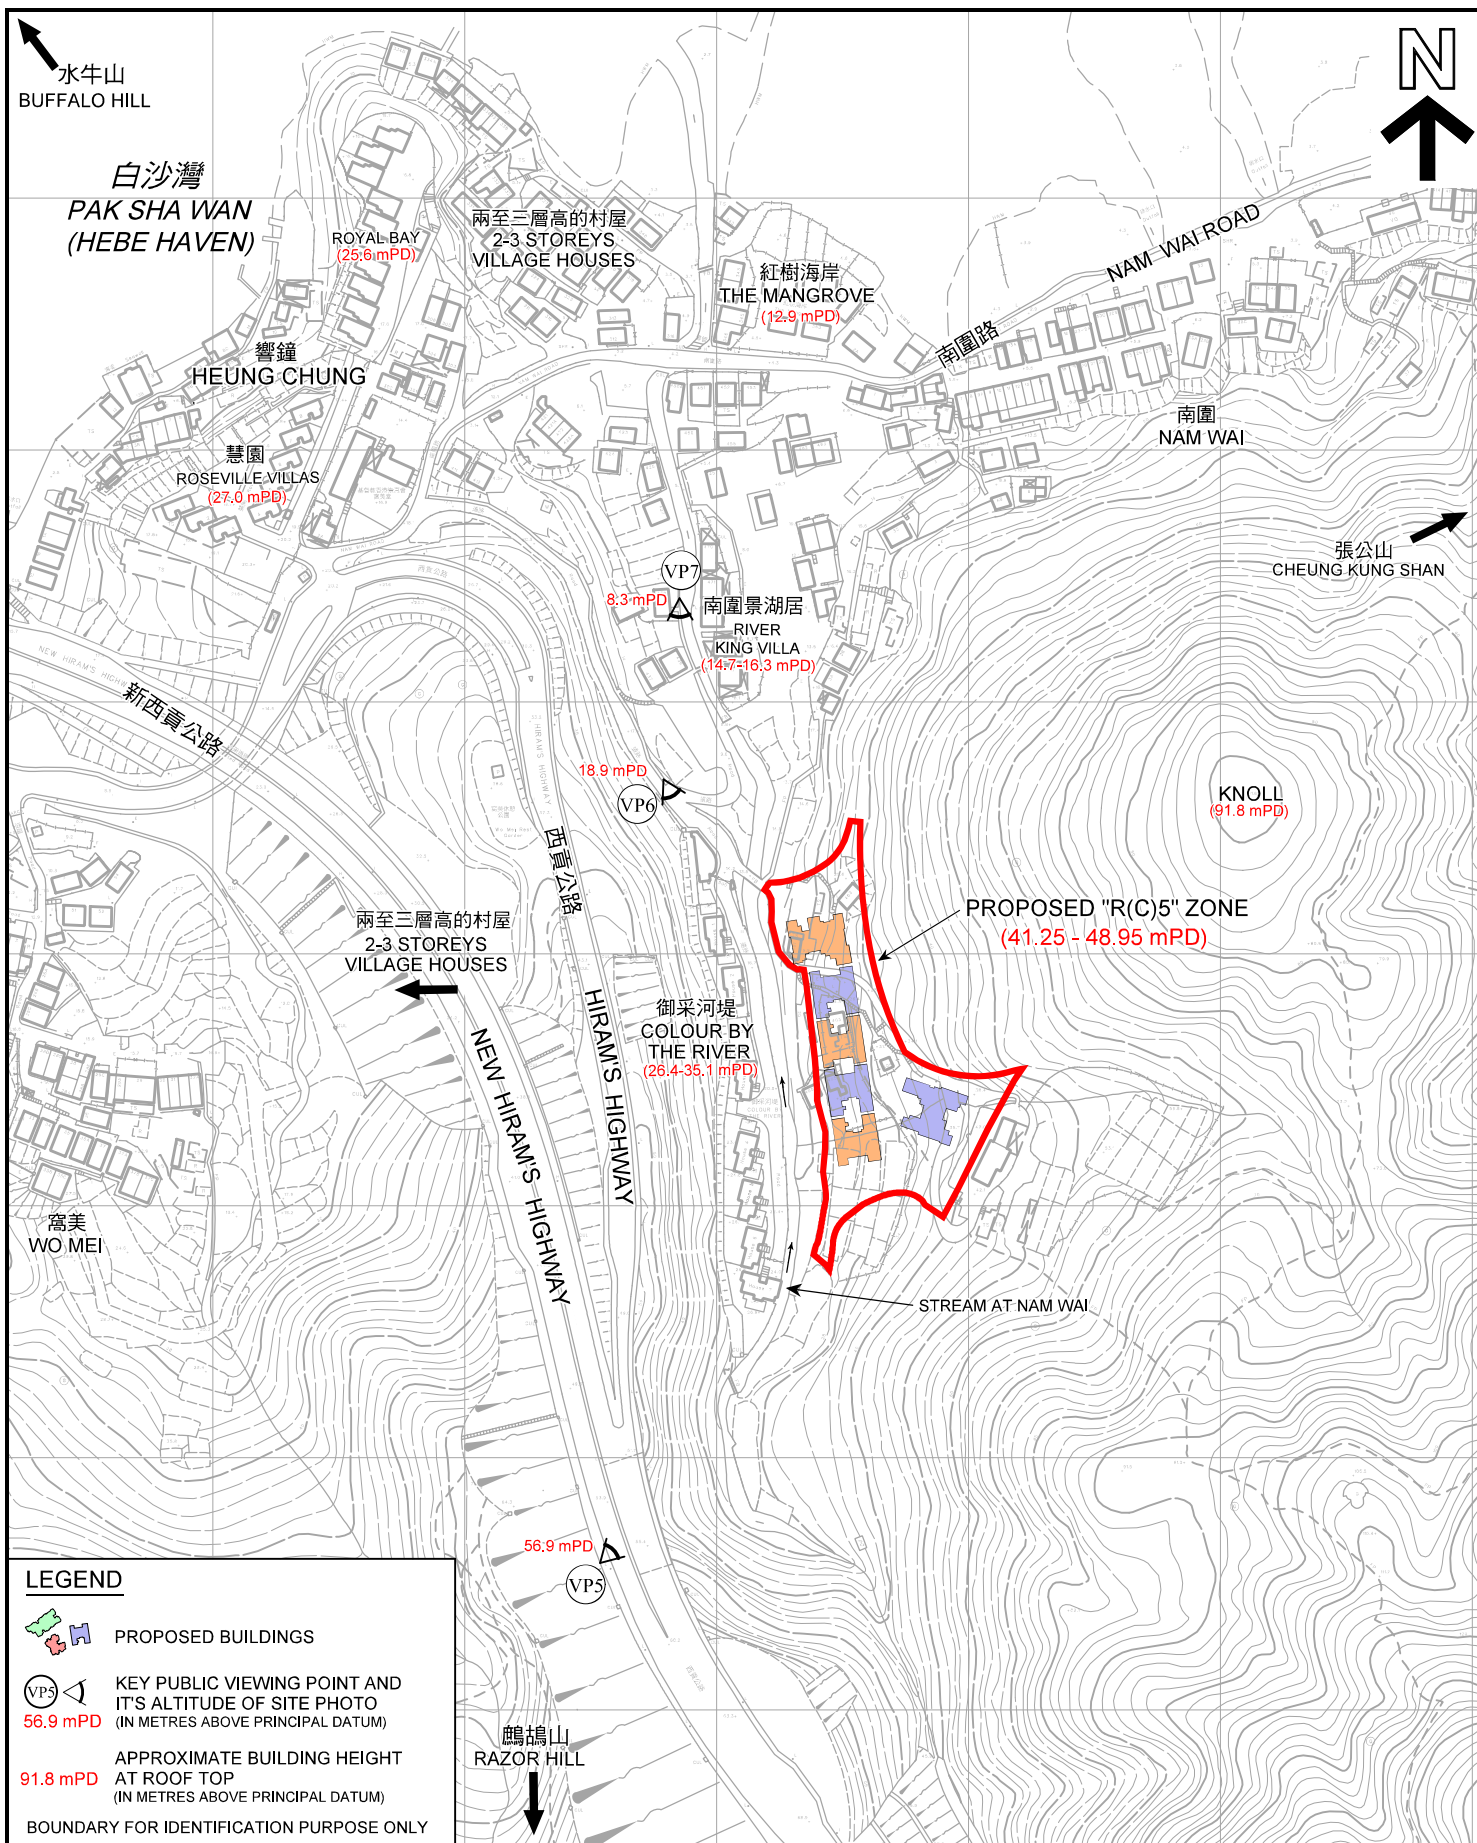 水牛山
BUFFALO HILL
N
白沙灣
PAK SHA WAN
(HEBE HAVEN)
ROYAL BAY
(25.6 mPD)
兩至三層高的村屋
2-3 STOREYS
VILLAGE HOUSES
紅樹海岸
THE MANGROVE
(12.9 mPD)
NAM WAI ROAD
南圍路
響鐘
HEUNG CHUNG
南圍
NAM WAI
慧園
ROSEVILLE VILLAS
(27.0 mPD)
張公山
CHEUNG KUNG SHAN
VP7
8.3 mPD
南圍景湖居
RIVER
KING VILLA
(14.7-16.3 mPD)
NEW HIRAM'S HIGHWAY
新西貢公路
18.9 mPD
VP6
KNOLL
(91.8 mPD)
HIRAM'S HIGHWAY
西貢公路
PROPOSED "R(C)5" ZONE
(41.25 - 48.95 mPD)
兩至三層高的村屋
2-3 STOREYS
VILLAGE HOUSES
御采河堤
COLOUR BY
THE RIVER
(26.4-35.1 mPD)
HIRAM'S HIGHWAY
NEW HIRAM'S HIGHWAY
窩美
WO MEI
STREAM AT NAM WAI
56.9 mPD
VP5
鷓鴣山
RAZOR HILL
LEGEND
PROPOSED BUILDINGS
VP5
56.9 mPD
KEY PUBLIC VIEWING POINT AND
IT'S ALTITUDE OF SITE PHOTO
(IN METRES ABOVE PRINCIPAL DATUM)
91.8 mPD
APPROXIMATE BUILDING HEIGHT
AT ROOF TOP
(IN METRES ABOVE PRINCIPAL DATUM)
BOUNDARY FOR IDENTIFICATION PURPOSE ONLY